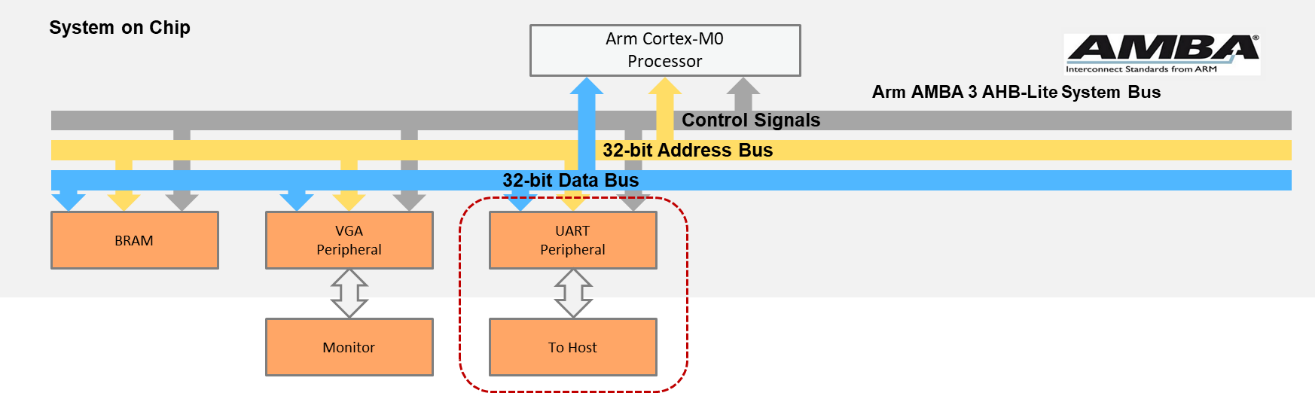 System on Chip
Arm Cortex-M0
Processor
AMBA®
Interconnect Standards from ARM
Arm AMBA 3 AHB-Lite System Bus
Control Signals
32-bit Address Bus
32-bit Data Bus
BRAM
VGA
Peripheral
UART
Peripheral
Monitor
To Host